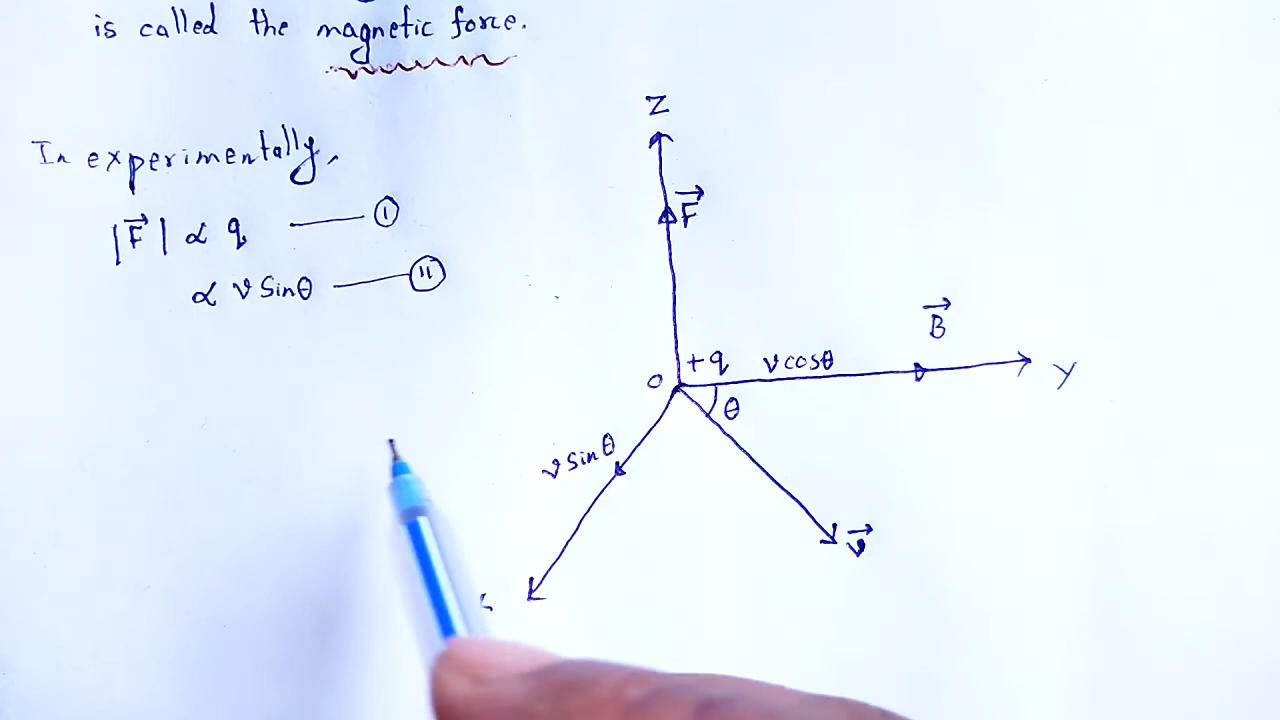 is called the magnetic force.
In experimentally,
|F⃗| ∝ q ——— (I)
∝ v Sinθ ——— (II)
Z
F⃗
B⃗
+q v cosθ
O
Y
θ
v sinθ
v⃗